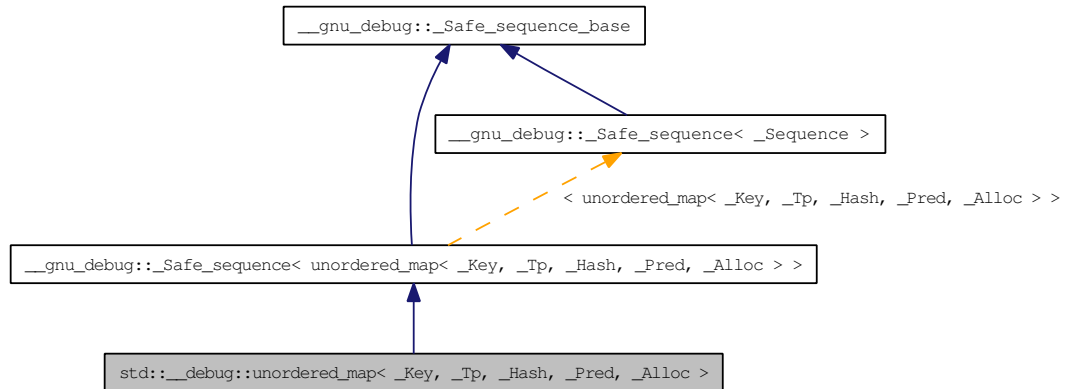 __gnu_debug::_Safe_sequence_base
__gnu_debug::_Safe_sequence< _Sequence >
< unordered_map< _Key, _Tp, _Hash, _Pred, _Alloc > >
__gnu_debug::_Safe_sequence< unordered_map< _Key, _Tp, _Hash, _Pred, _Alloc > >
std::__debug::unordered_map< _Key, _Tp, _Hash, _Pred, _Alloc >